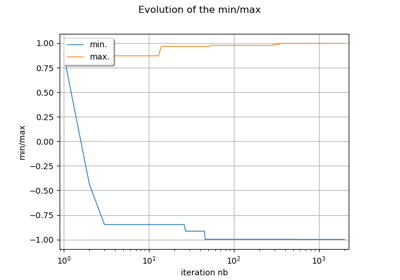 Evolution of the min/max
min.
max.
1.00
0.75
0.50
0.25
0.00
−0.25
−0.50
−0.75
−1.00
min/max
10⁰ 10¹ 10² 10³
iteration nb